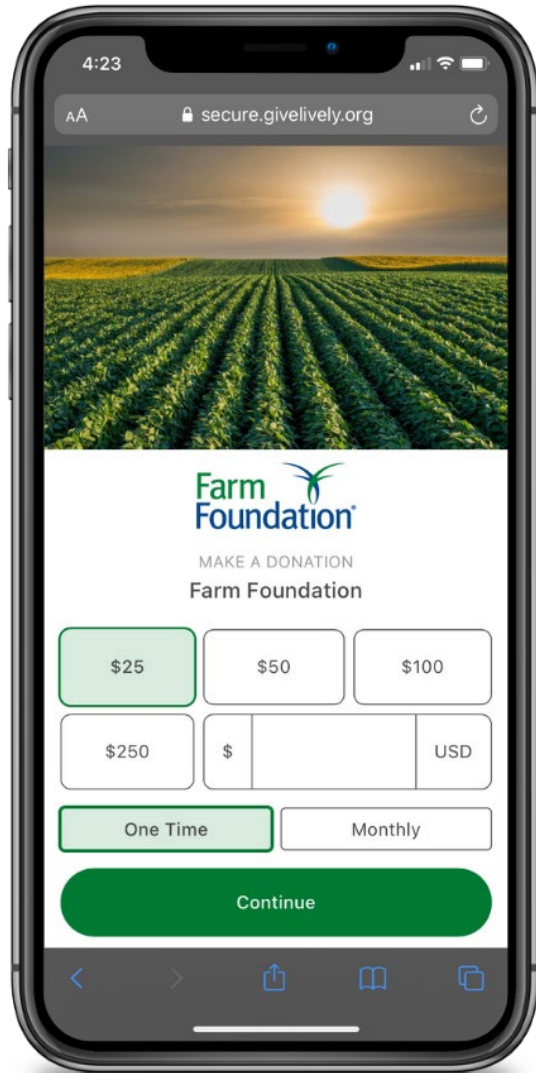 4:23
AA secure.givelively.org
Farm
Foundation®
MAKE A DONATION
Farm Foundation
$25 $50 $100
$250 $ USD
One Time Monthly
Continue